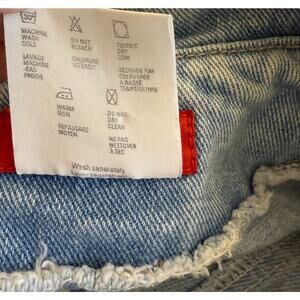 30°
MACHINE WASH COLD
DO NOT BLEACH
TUMBLE DRY LOW
LAVAGE MACHINE EAU FROIDE
CHLORURE INTERDIT
SECHAGE PAR CULBUTAGE A BASSE TEMPERATURE
WARM IRON
DO NOT DRY CLEAN
REPASSAGE MOYEN
NE PAS NETTOYER A SEC
Wash separately